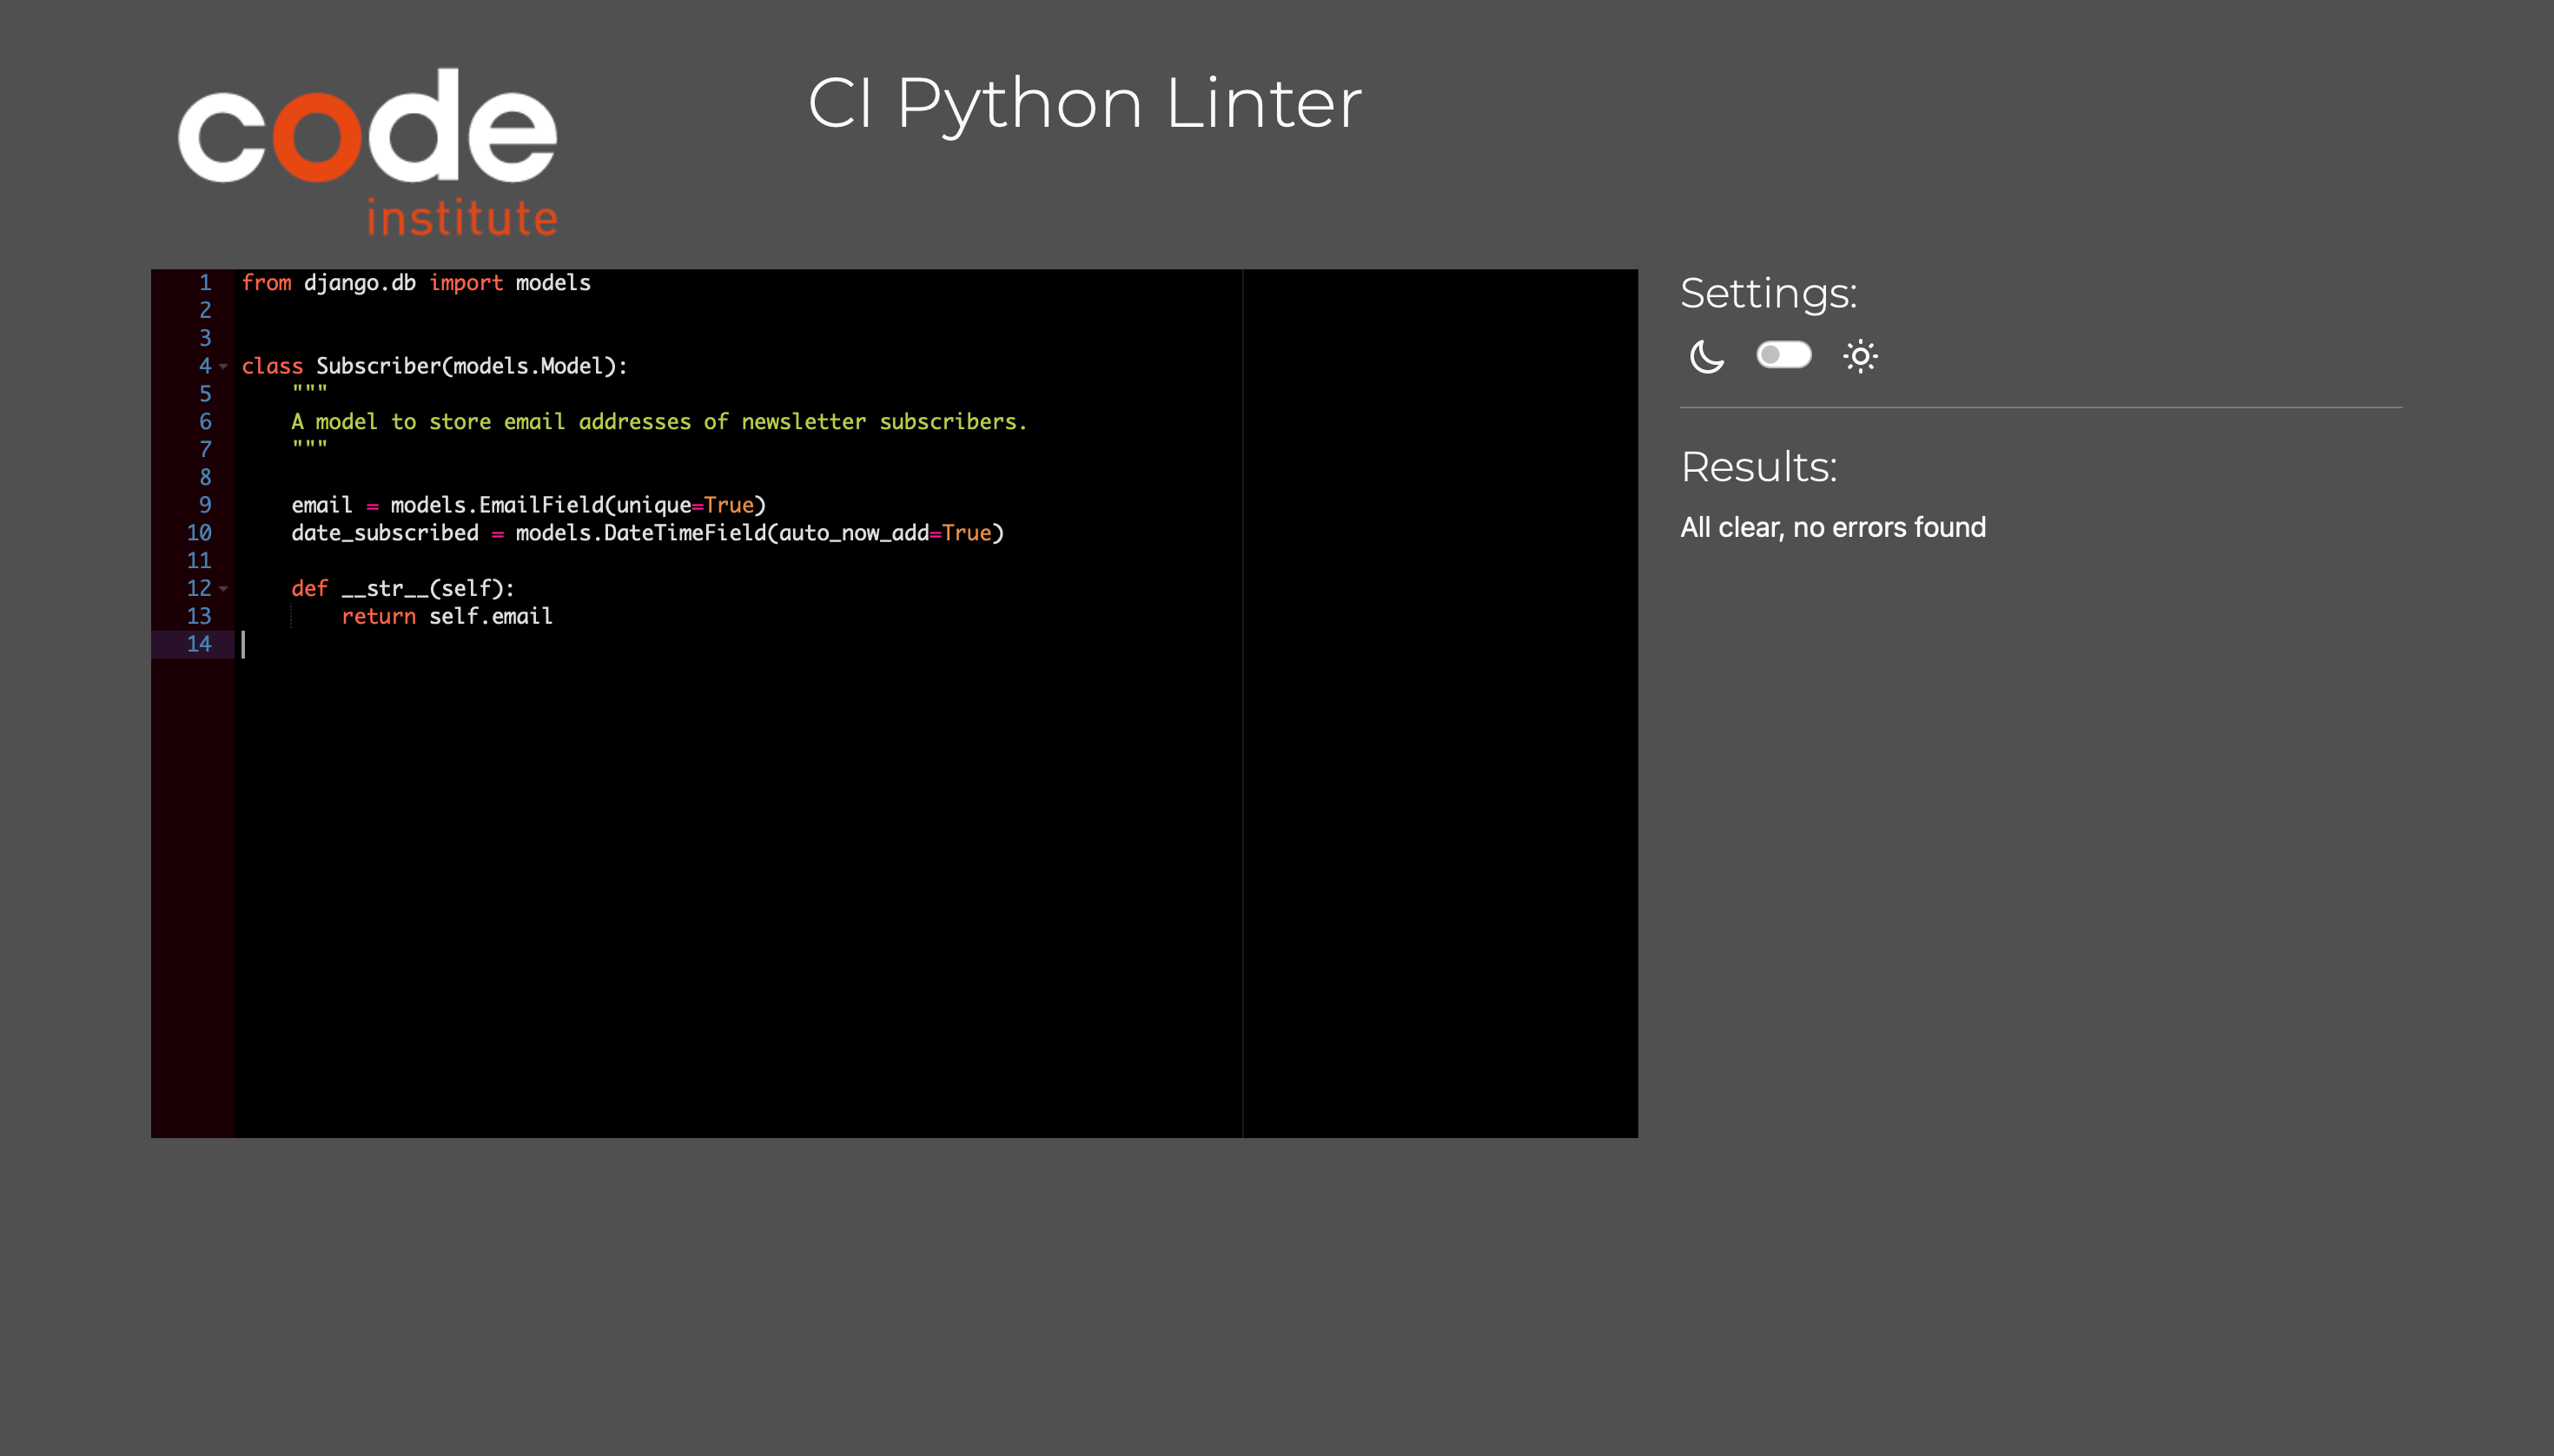 code
institute
CI Python Linter
1 from django.db import models
2
3
4 class Subscriber(models.Model):
5     """
6     A model to store email addresses of newsletter subscribers.
7     """
8
9     email = models.EmailField(unique=True)
10     date_subscribed = models.DateTimeField(auto_now_add=True)
11
12     def __str__(self):
13         return self.email
14
Settings:
Results:
All clear, no errors found